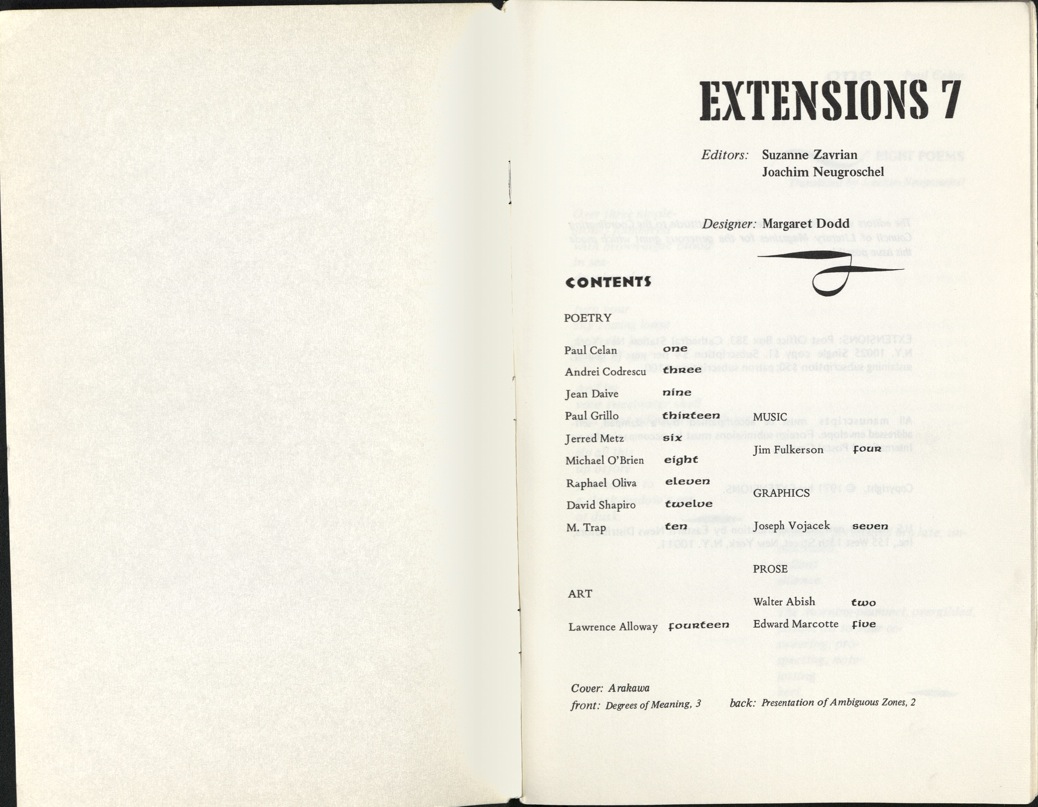 EXTENSIONS 7
Editors: Suzanne Zavrian
Joachim Neugroschel
Designer: Margaret Dodd
CONTENTS
POETRY
Paul Celan one
Andrei Codrescu three
Jean Daive nine
Paul Grillo thirteen
Jerred Metz six
Michael O'Brien eight
Raphael Oliva eleven
David Shapiro twelve
M. Trap ten
ART
Lawrence Alloway fourteen
MUSIC
Jim Fulkerson four
GRAPHICS
Joseph Vojacek seven
PROSE
Walter Abish two
Edward Marcotte five
Cover: Arakawa
front: Degrees of Meaning, 3 back: Presentation of Ambiguous Zones, 2